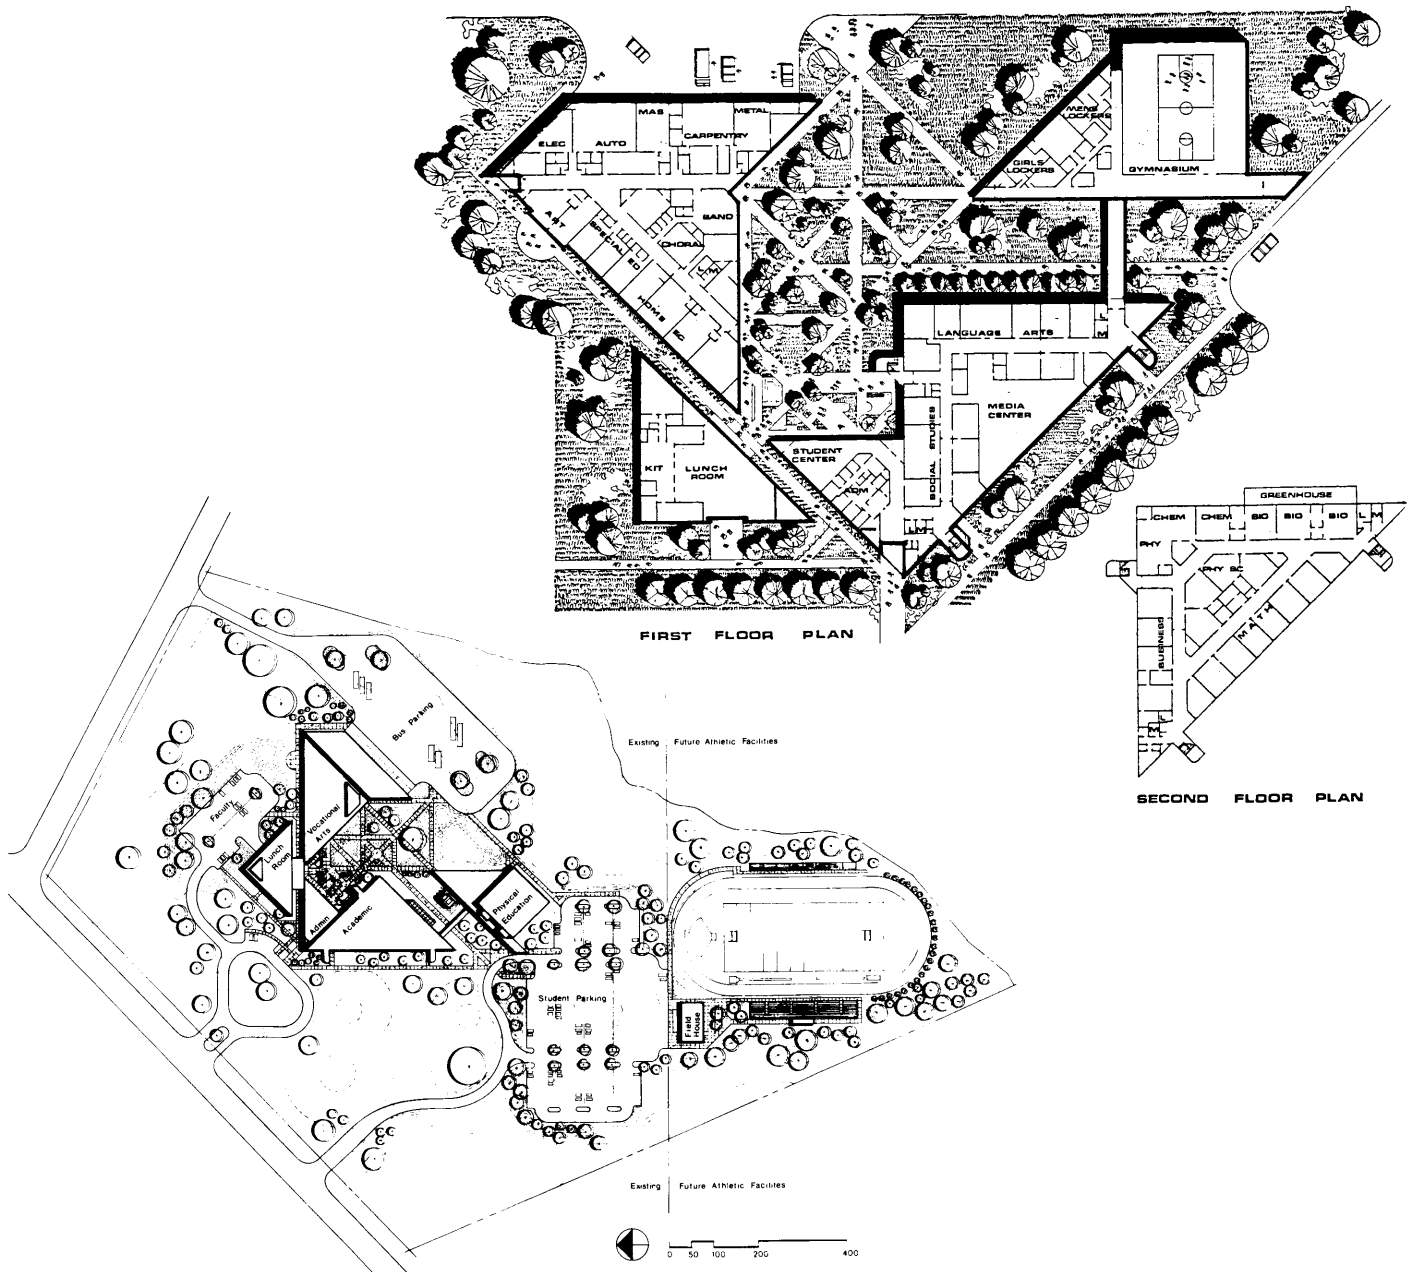 MAS
METAL
CARPENTRY
ELEC
AUTO
MENS
LOCKERS
GIRLS
LOCKERS
GYMNASIUM
ART
BAND
SPECIAL ED
CHORAL
L M
HOME EC
LANGUAGE ARTS
L
M
MEDIA
CENTER
SOCIAL STUDIES
STUDENT
CENTER
ADM
KIT
LUNCH
ROOM
L M
FIRST FLOOR PLAN
GREENHOUSE
CHEM
CHEM
BIO
BIO
BIO
L M
PHY
PHY SC
MATH
BUSINESS
L
M
SECOND FLOOR PLAN
Bus Parking
Existing
Future Athletic Facilities
Faculty
Vocational
Arts
Lunch
Room
Admin
Academic
Physical
Education
Student Parking
Field
House
Existing
Future Athletic Facilites
0 50 100 200 400